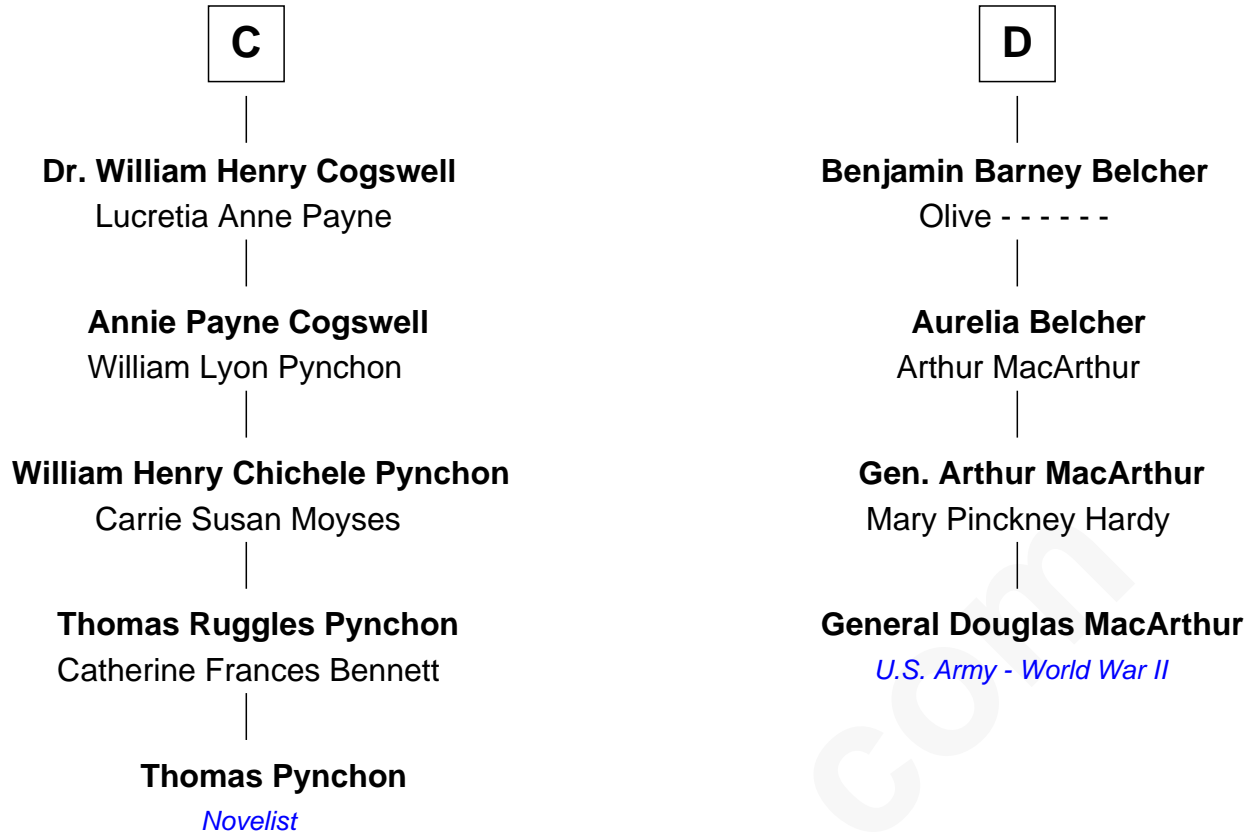 C
Dr. William Henry Cogswell
Lucretia Anne Payne
Annie Payne Cogswell
William Lyon Pynchon
William Henry Chichele Pynchon
Carrie Susan Moyses
Thomas Ruggles Pynchon
Catherine Frances Bennett
Thomas Pynchon
Novelist
D
Benjamin Barney Belcher
Olive - - - - - -
Aurelia Belcher
Arthur MacArthur
Gen. Arthur MacArthur
Mary Pinckney Hardy
General Douglas MacArthur
U.S. Army - World War II
com